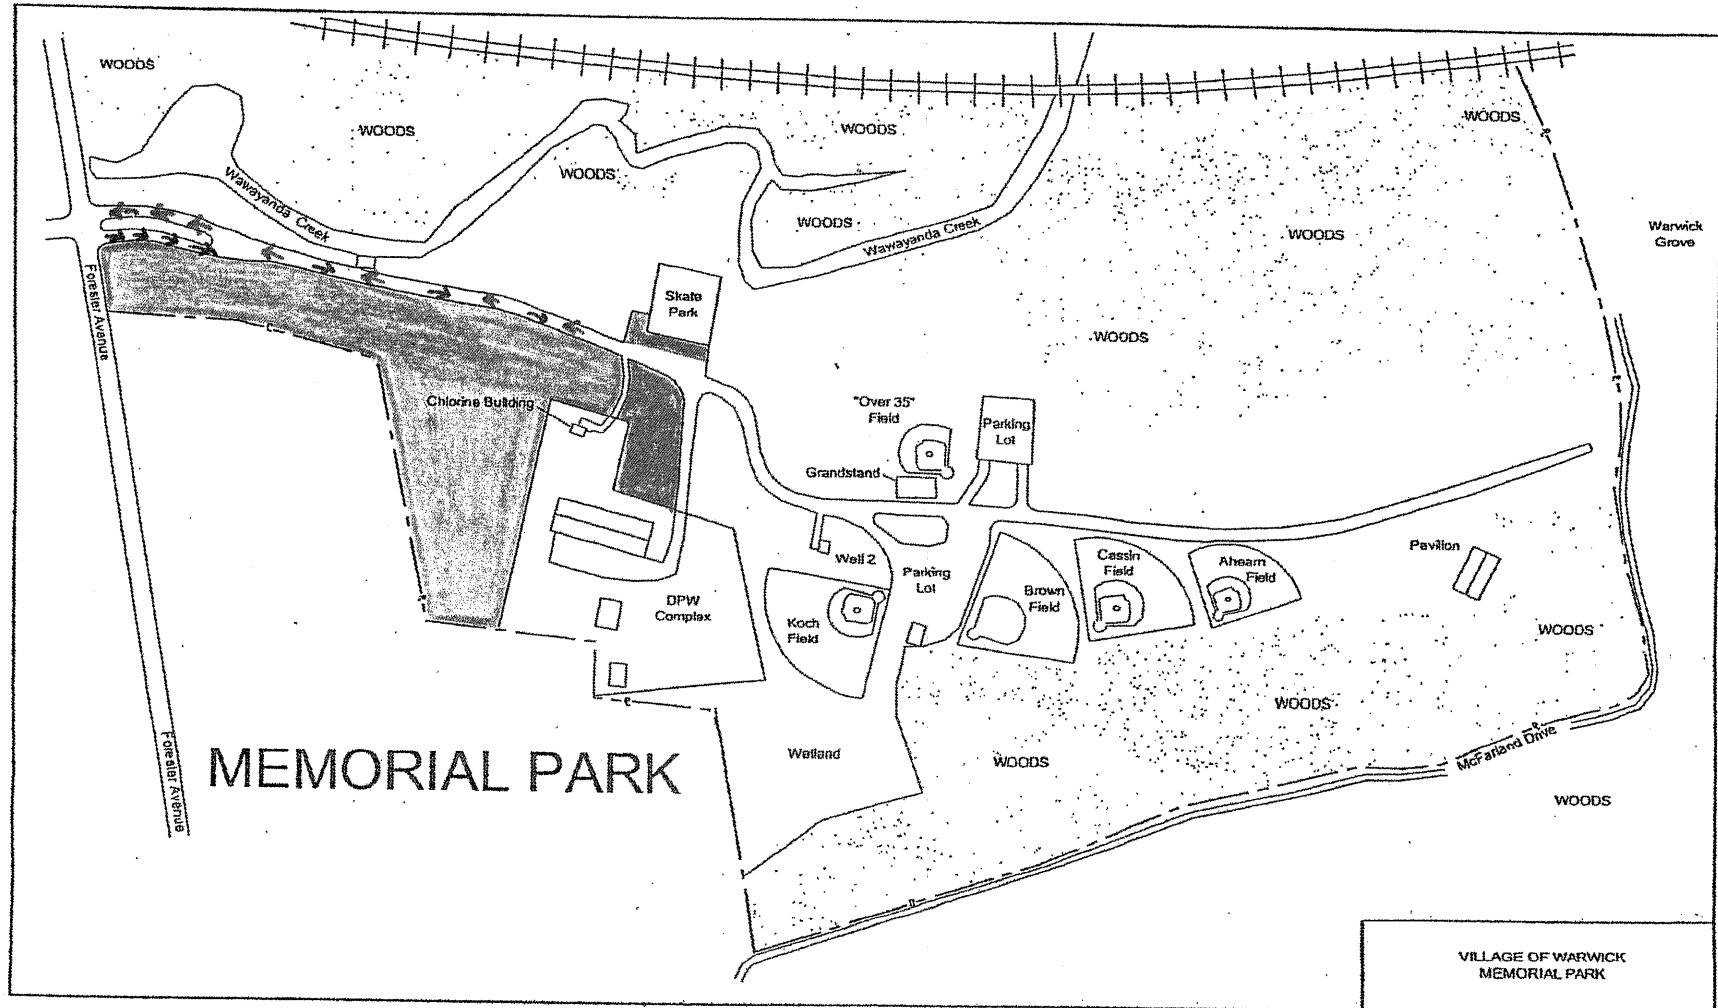 WOODS
WOODS
WOODS
WOODS
WOODS
Wawayanda Creek
WOODS
Wawayanda Creek
WOODS
Warwick
Grove
Forester Avenue
Skate
Park
WOODS
Chlorine Building
"Over 35"
Field
Parking
Lot
Grandstand
Well 2
Parking
Lot
Cassin
Field
Ahearn
Field
Pavilion
Brown
Field
DPW
Complex
Koch
Field
WOODS
WOODS
Forester Avenue
MEMORIAL PARK
Wetland
WOODS
McFarland Drive
WOODS
VILLAGE OF WARWICK
MEMORIAL PARK